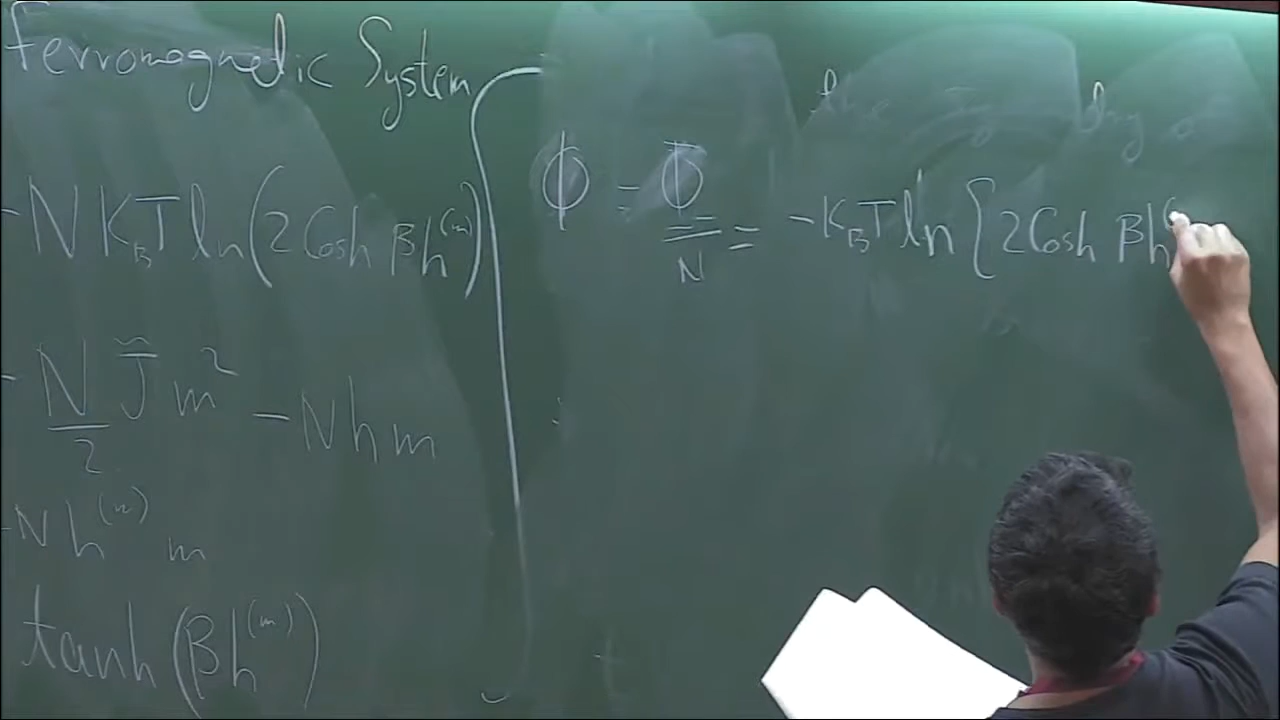 Ferromagnetic System
-N K_B T ln(2 Cosh βh^(m))
-N/2 J̃ m² - N h m
-N h^(m) m
tanh(βh^(m))
Φ = Φ/N = -K_B T ln{2 Cosh βh^(